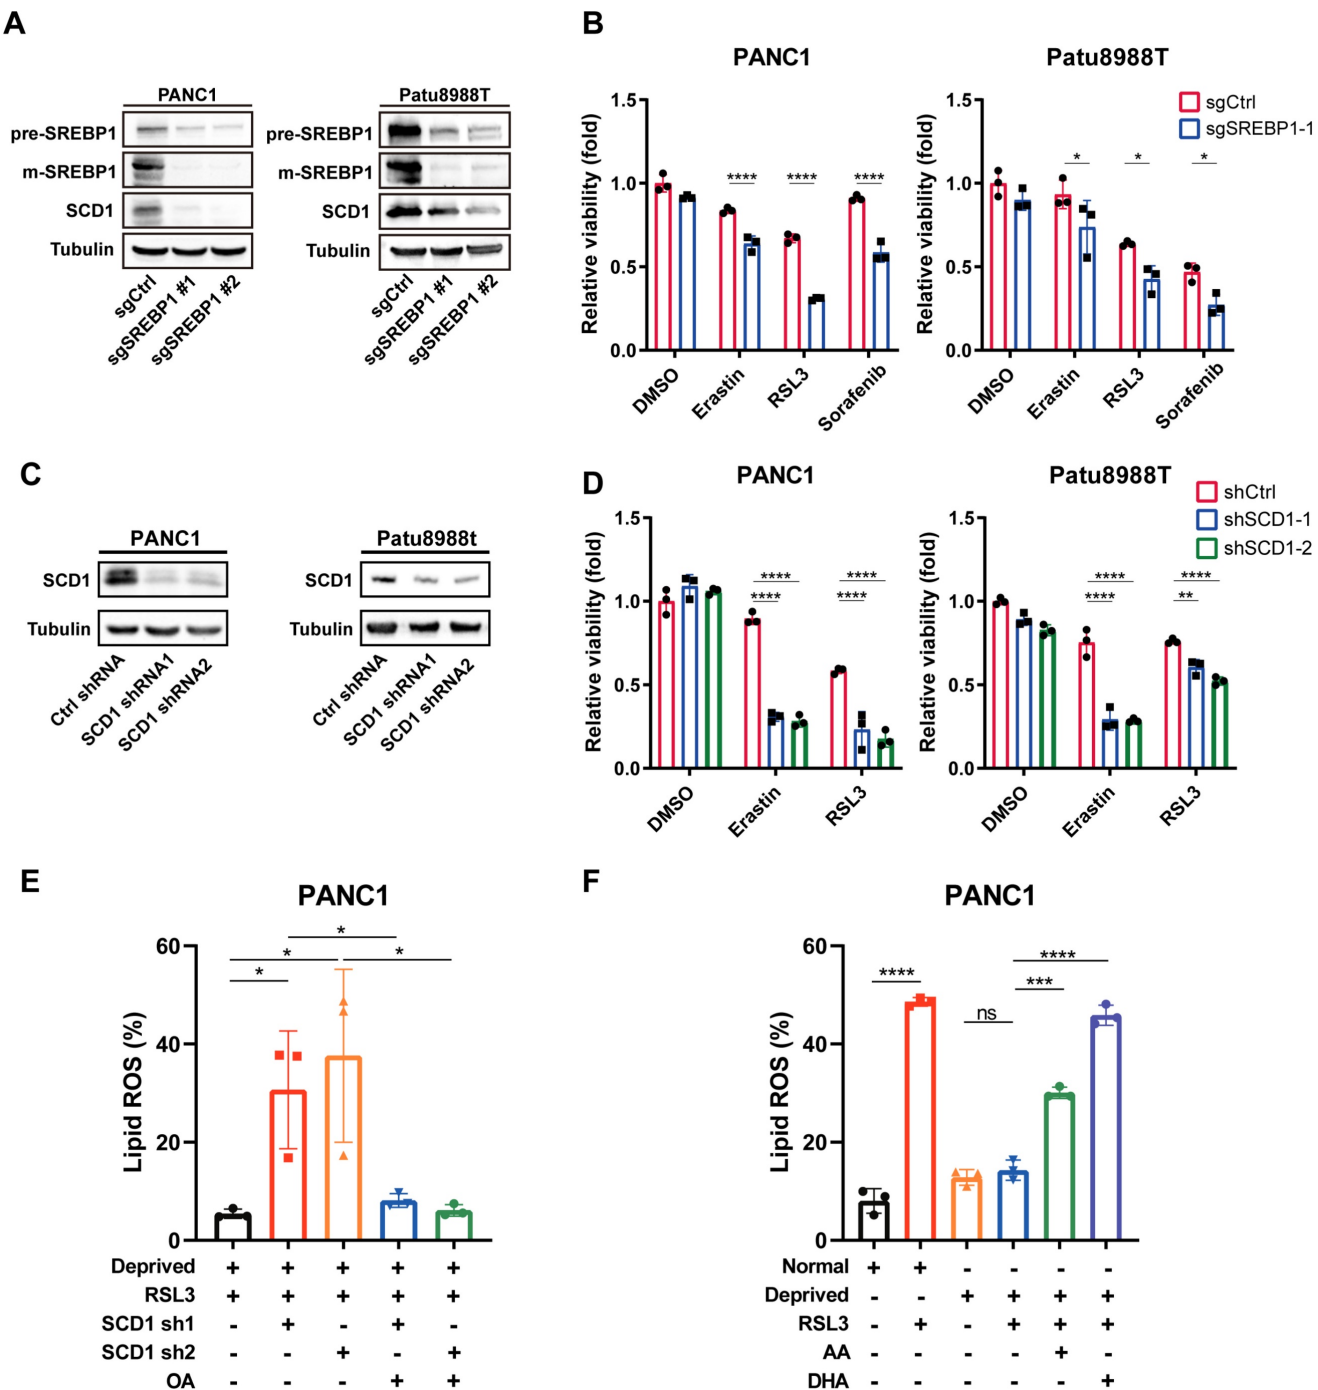 A
PANC1
Patu8988T
pre-SREBP1
m-SREBP1
SCD1
Tubulin
sgCtrl
sgSREBP1 #1
sgSREBP1 #2
pre-SREBP1
m-SREBP1
SCD1
Tubulin
sgCtrl
sgSREBP1 #1
sgSREBP1 #2
B
PANC1
Relative viability (fold)
1.5
1.0
0.5
0.0
**** **** ****
DMSO
Erastin
RSL3
Sorafenib
Patu8988T
Relative viability (fold)
1.5
1.0
0.5
0.0
* * *
DMSO
Erastin
RSL3
Sorafenib
sgCtrl
sgSREBP1-1
C
PANC1
SCD1
Tubulin
Ctrl shRNA
SCD1 shRNA1
SCD1 shRNA2
Patu8988t
SCD1
Tubulin
Ctrl shRNA
SCD1 shRNA1
SCD1 shRNA2
D
PANC1
Relative viability (fold)
1.5
1.0
0.5
0.0
**** ****
**** ****
DMSO
Erastin
RSL3
Patu8988T
Relative viability (fold)
1.5
1.0
0.5
0.0
**** ****
**** **
DMSO
Erastin
RSL3
shCtrl
shSCD1-1
shSCD1-2
E
PANC1
Lipid ROS (%)
60
40
20
0
*
* *
*
Deprived + + + + +
RSL3 + + + + +
SCD1 sh1 - + - + -
SCD1 sh2 - - + - +
OA - - - + +
F
PANC1
Lipid ROS (%)
60
40
20
0
****
**** ***
ns
Normal + + - - - -
Deprived - - + + + +
RSL3 - + - + + +
AA - - - - + -
DHA - - - - - +